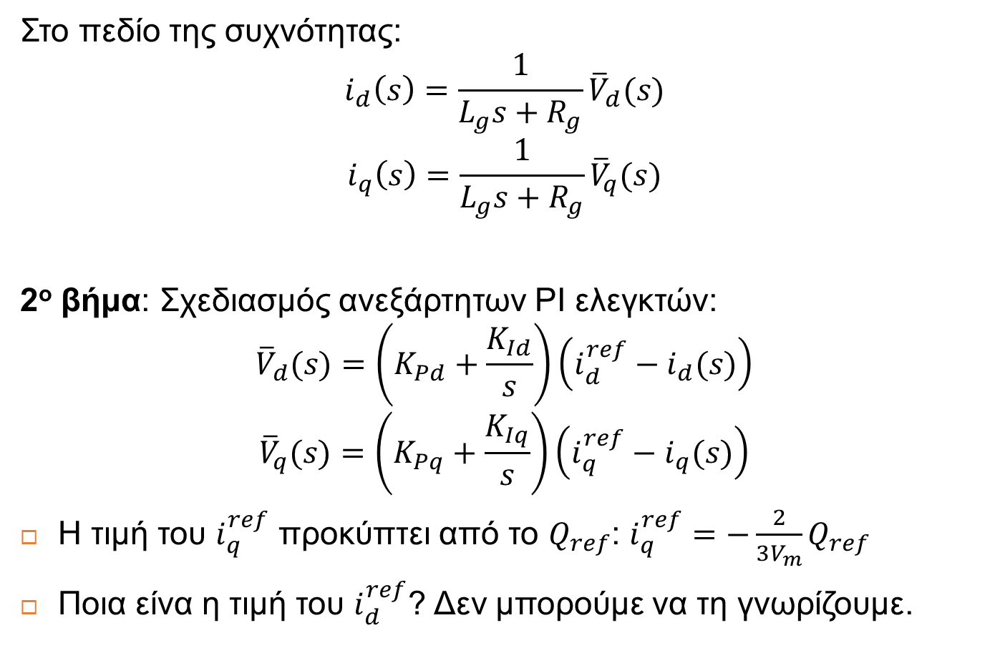 Στο πεδίο της συχνότητας:
i_d(s) = \frac{1}{L_g s + R_g} \bar{V}_d(s)
i_q(s) = \frac{1}{L_g s + R_g} \bar{V}_q(s)
2ο βήμα: Σχεδιασμός ανεξάρτητων PI ελεγκτών:
\bar{V}_d(s) = \left(K_{Pd} + \frac{K_{Id}}{s}\right)\left(i_d^{ref} - i_d(s)\right)
\bar{V}_q(s) = \left(K_{Pq} + \frac{K_{Iq}}{s}\right)\left(i_q^{ref} - i_q(s)\right)
Η τιμή του i_q^{ref} προκύπτει από το Q_{ref}: i_q^{ref} = -\frac{2}{3V_m} Q_{ref}
Ποια είνα η τιμή του i_d^{ref}? Δεν μπορούμε να τη γνωρίζουμε.